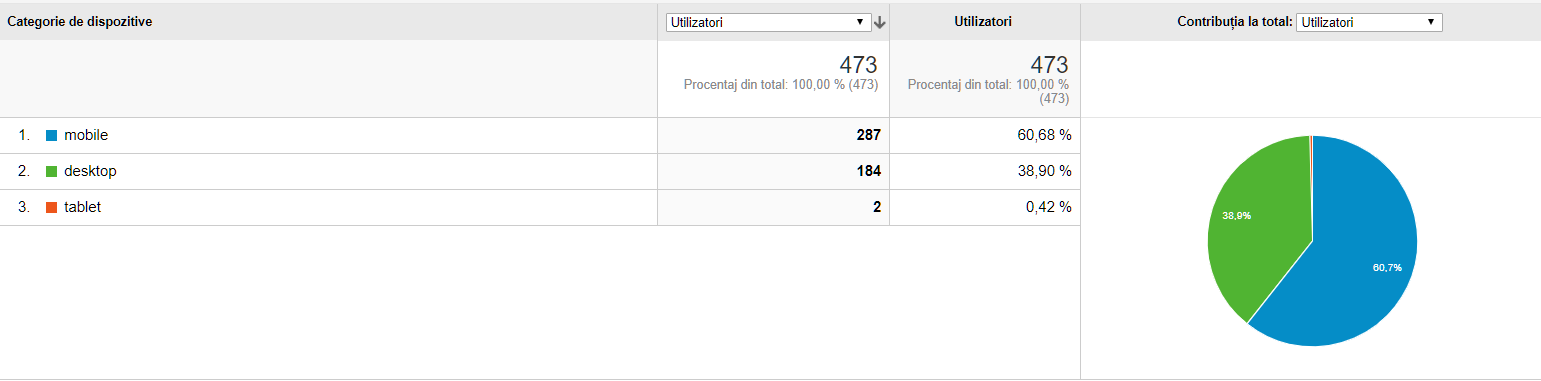 Categorie de dispozitive
Utilizatori
Utilizatori
Contribuția la total: Utilizatori
473
Procentaj din total: 100,00 % (473)
473
Procentaj din total: 100,00 %
(473)
1. mobile 287 60,68 %
2. desktop 184 38,90 %
3. tablet 2 0,42 %
38,9%
60,7%